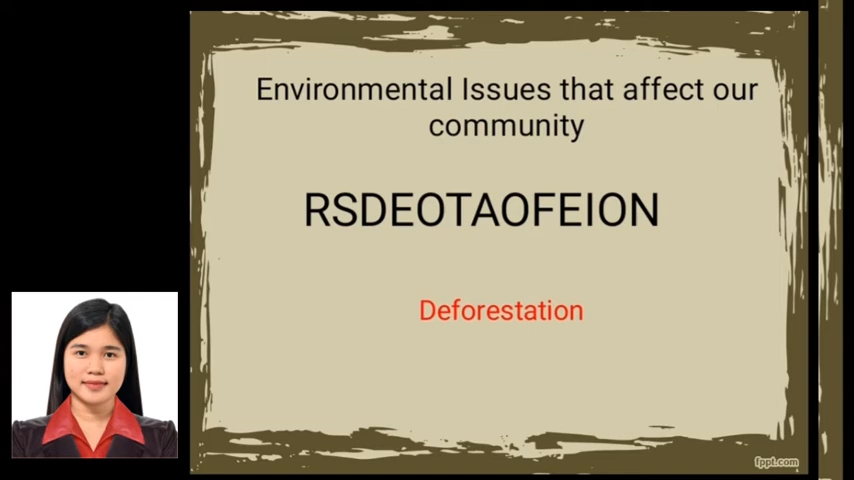 Environmental Issues that affect our
community
RSDEOTAOFEION
Deforestation
fppt.com